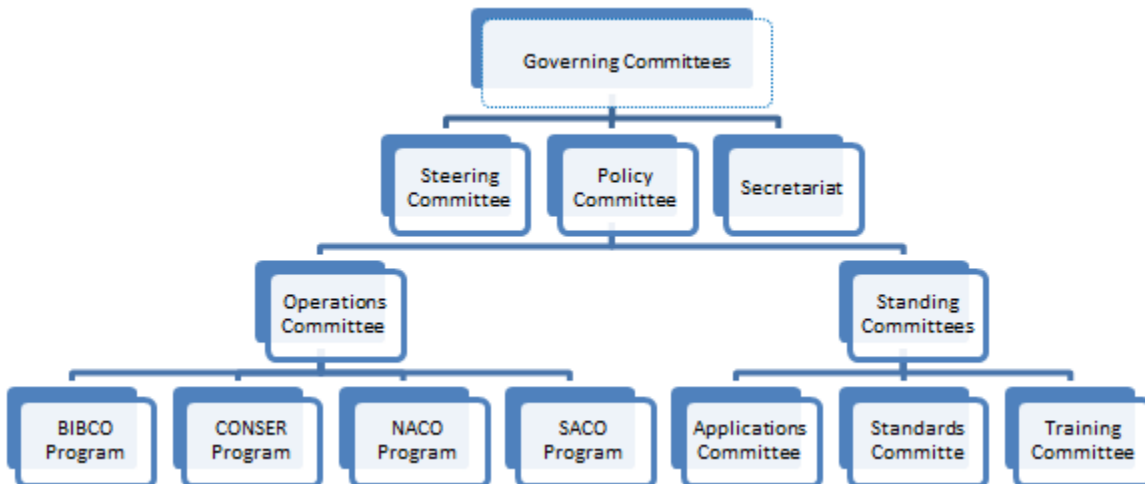 Governing Committees
Steering
Committee
Policy
Committee
Secretariat
Operations
Committee
Standing
Committees
BIBCO
Program
CONSER
Program
NACO
Program
SACO
Program
Applications
Committee
Standards
Committe
Training
Committee